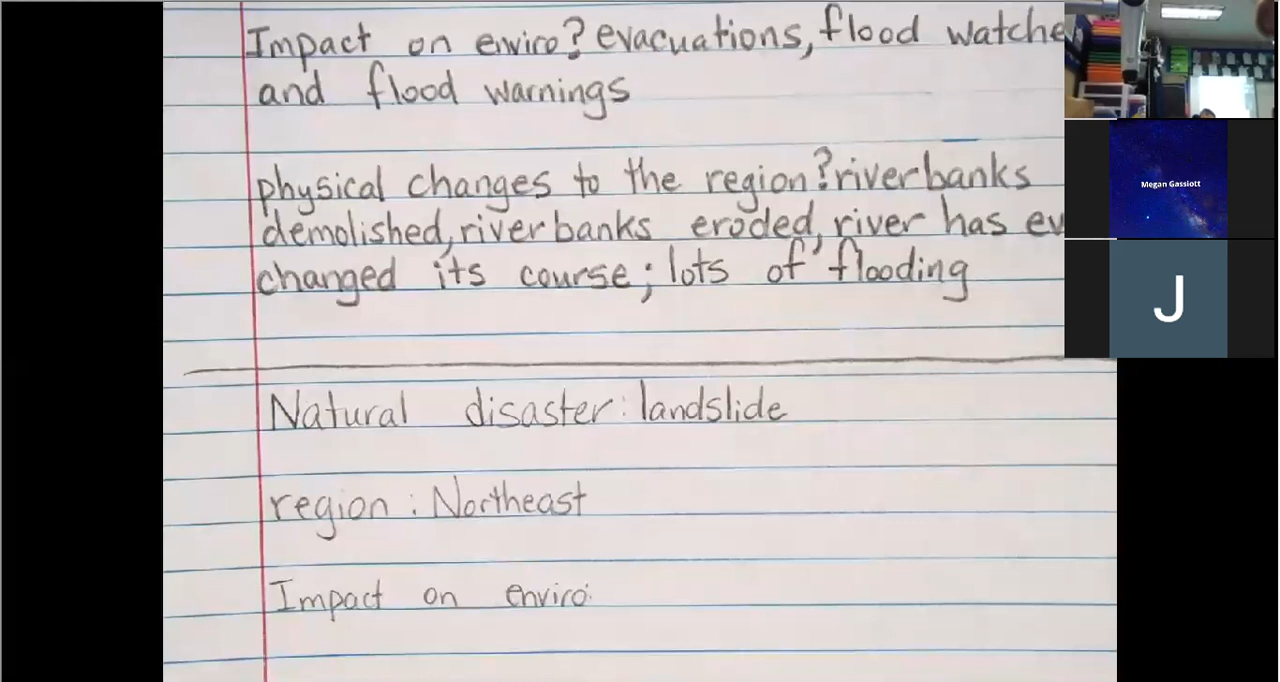 Impact on enviro? evacuations, flood watche
and flood warnings
physical changes to the region? riverbanks
demolished, riverbanks eroded, river has ev
changed its course; lots of flooding
Natural disaster: landslide
region: Northeast
Impact on enviro:
Megan Gassiott
J